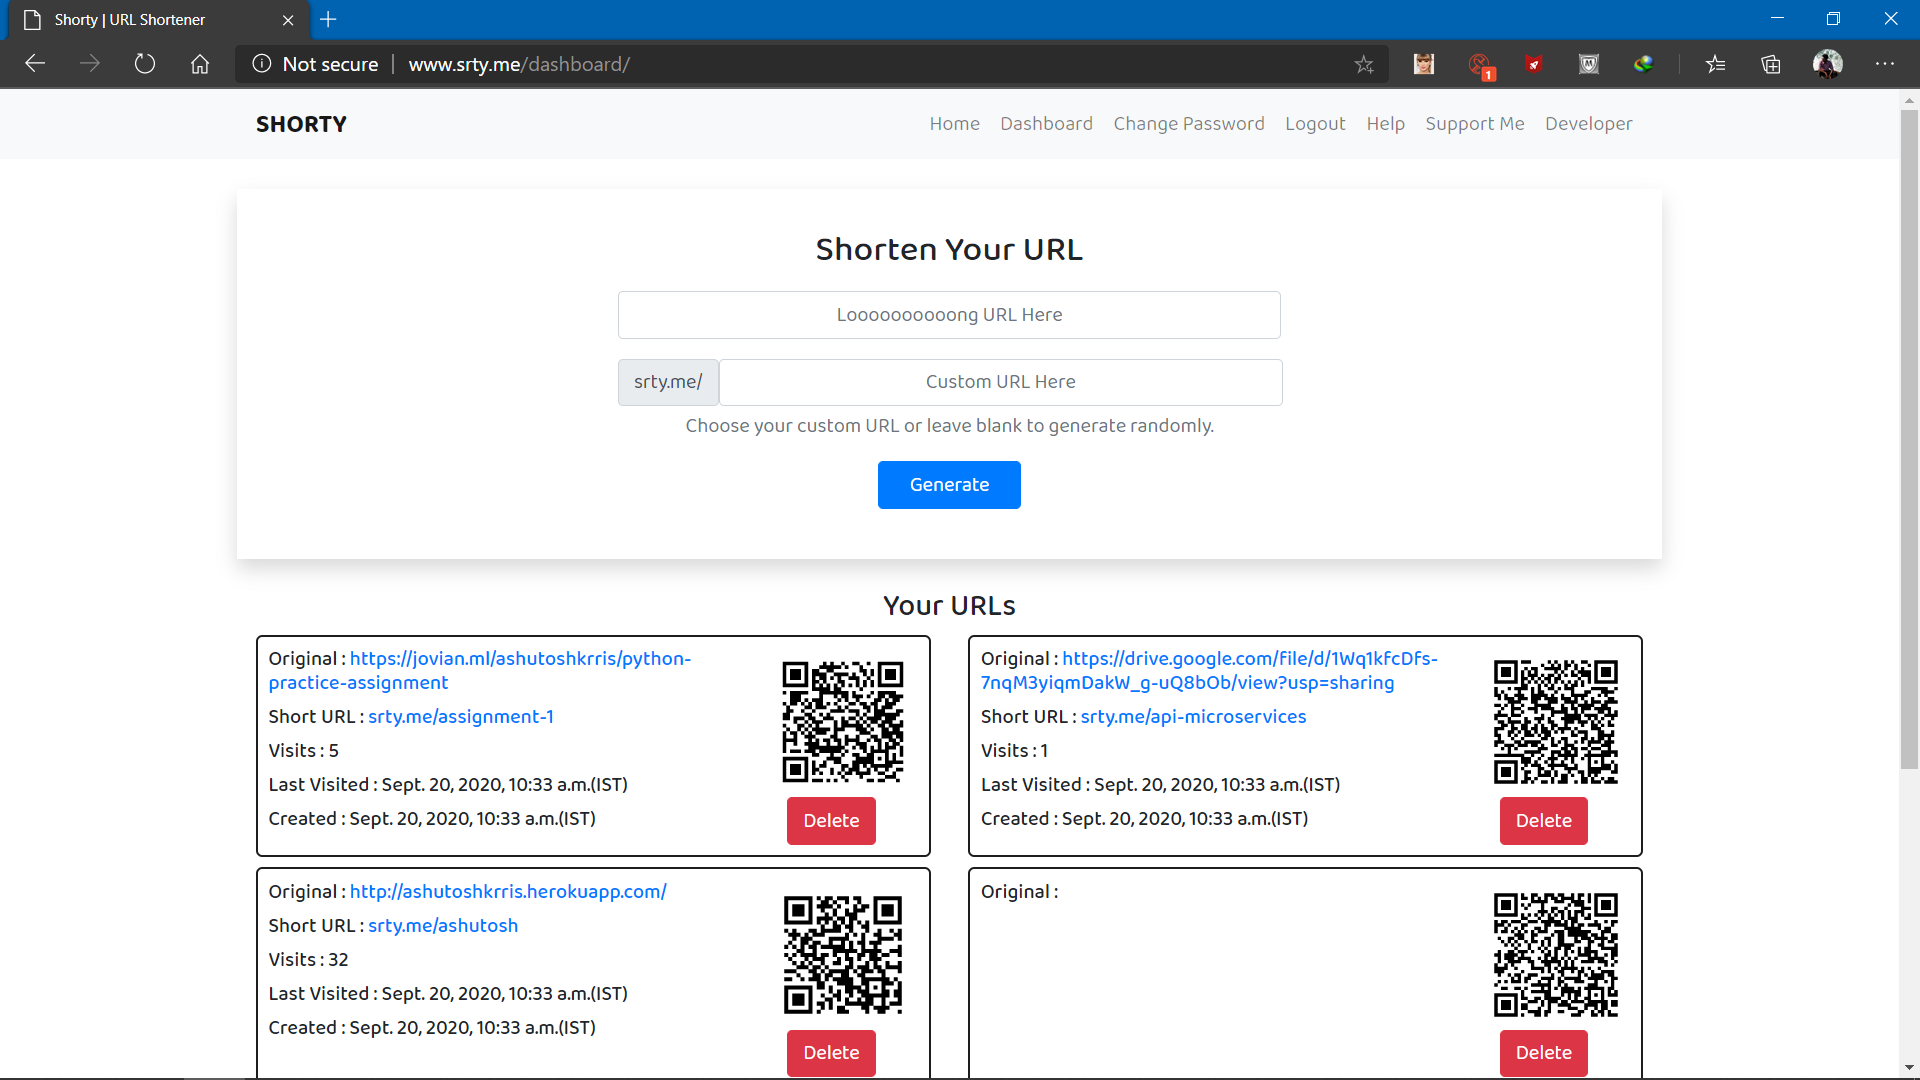 Shorty | URL Shortener
Not secure | www.srty.me/dashboard/
1
SHORTY
Home Dashboard Change Password Logout Help Support Me Developer
Shorten Your URL
Looooooooooong URL Here
srty.me/ Custom URL Here
Choose your custom URL or leave blank to generate randomly.
Generate
Your URLs
Original : https://jovian.ml/ashutoshkrris/python-
practice-assignment
Short URL : srty.me/assignment-1
Visits : 5
Last Visited : Sept. 20, 2020, 10:33 a.m.(IST)
Created : Sept. 20, 2020, 10:33 a.m.(IST)
Delete
Original : https://drive.google.com/file/d/1Wq1kfcDfs-
7nqM3yiqmDakW_g-uQ8bOb/view?usp=sharing
Short URL : srty.me/api-microservices
Visits : 1
Last Visited : Sept. 20, 2020, 10:33 a.m.(IST)
Created : Sept. 20, 2020, 10:33 a.m.(IST)
Delete
Original : http://ashutoshkrris.herokuapp.com/
Short URL : srty.me/ashutosh
Visits : 32
Last Visited : Sept. 20, 2020, 10:33 a.m.(IST)
Created : Sept. 20, 2020, 10:33 a.m.(IST)
Delete
Original :
Delete